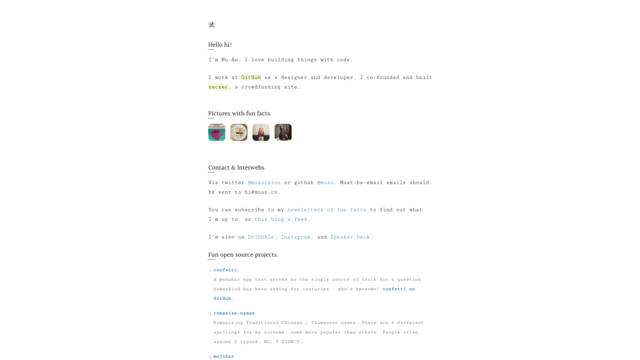 Hello hi!
I'm Mu-An. I love building things with code.
I work at GitHub as a designer and developer. I co-founded and built
zeczec, a crowdfunding site.
Pictures with fun facts.
Contact & Interwebs.
Via twitter @muanchiou or github @muan. Must-be-email emails should
be sent to hi@muan.co.
You can subscribe to my newsletters of fun facts to find out what
I'm up to, or this blog's feed.
I'm also on Dribbble, Instagram, and Speaker Deck.
Fun open source projects.
confetti
A menubar app that serves as the single source of truth for a question
humankind has been asking for centuries - who's awesome? confetti on
GitHub.
romanize-names
Romanizing Traditional Chinese / Taiwanese names. There are 6 different
spellings for my surname, some more popular than others. People often
assume I typoed. NO, I DIDN'T.
mojibar